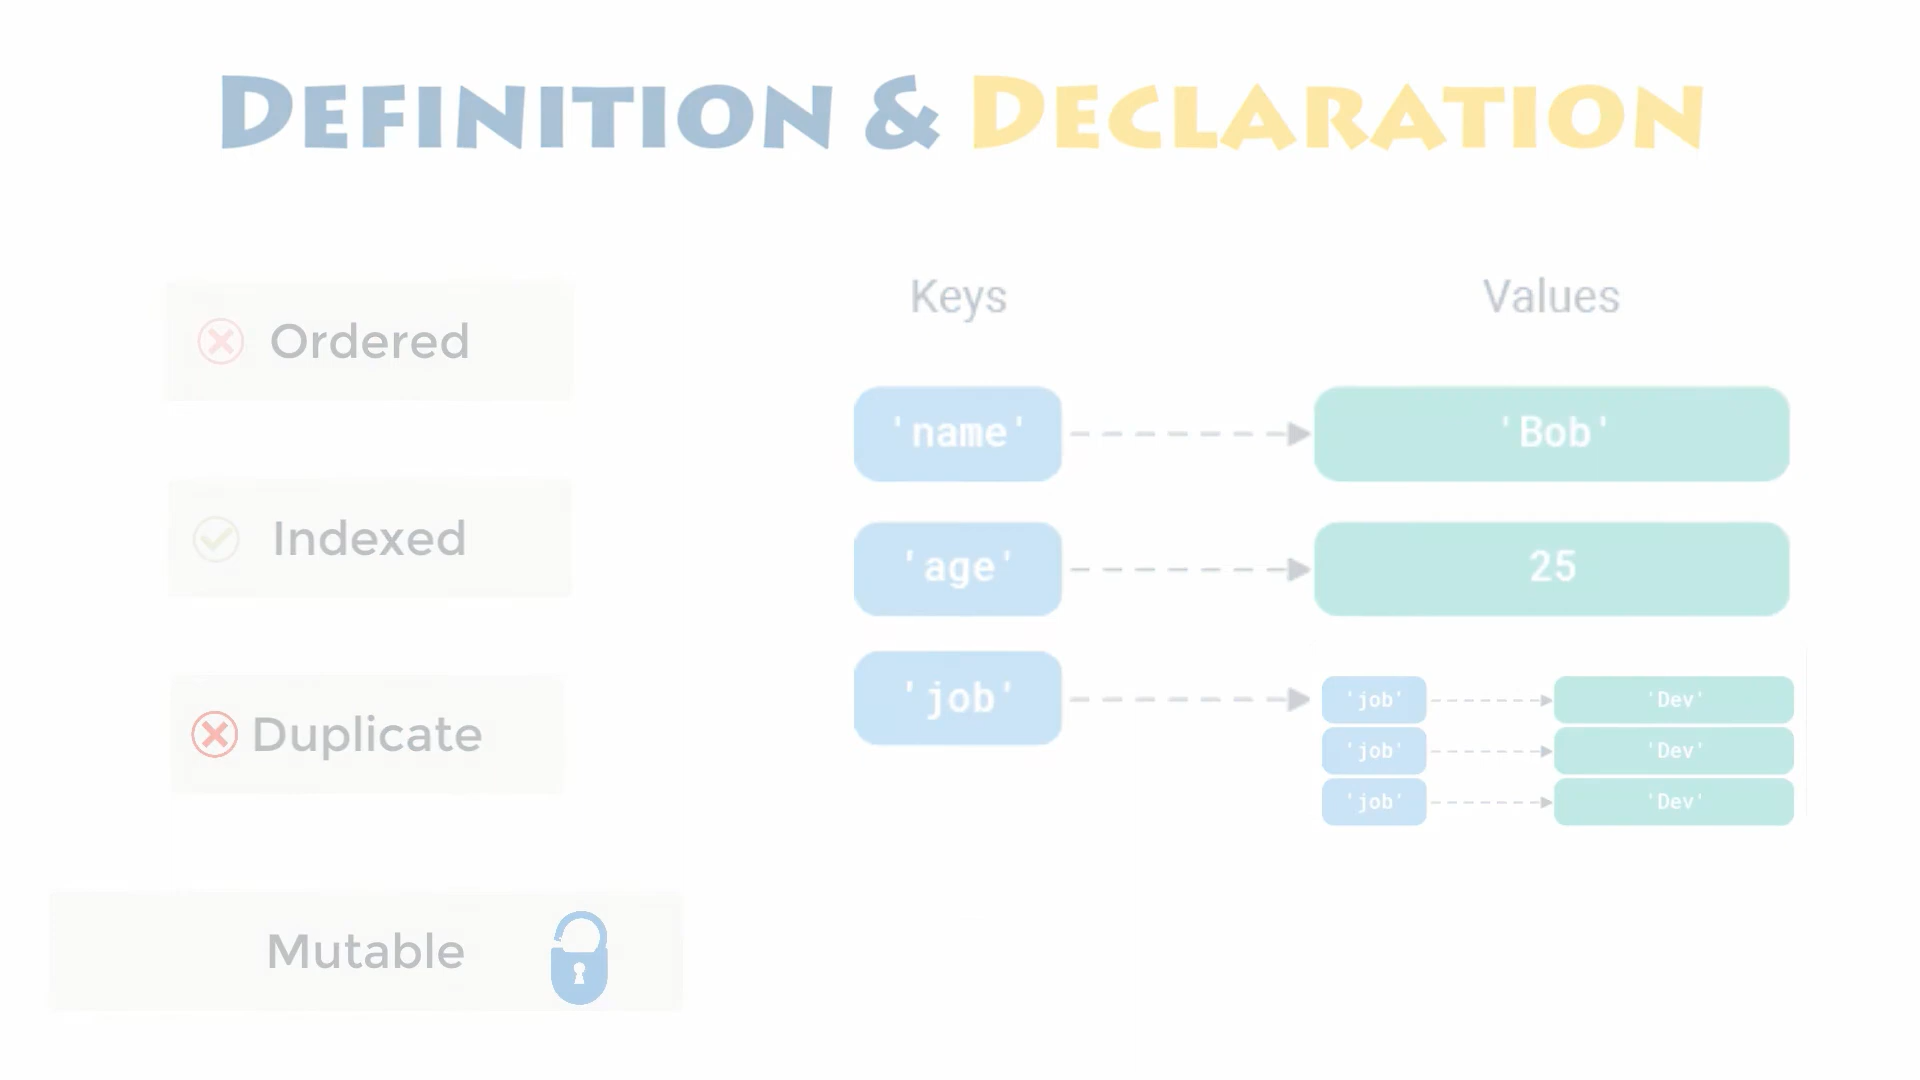 DEFINITION & DECLARATION
Ordered
Indexed
Duplicate
Mutable
Keys Values
'name' 'Bob'
'age' 25
'job'
'job' 'Dev'
'job' 'Dev'
'job' 'Dev'